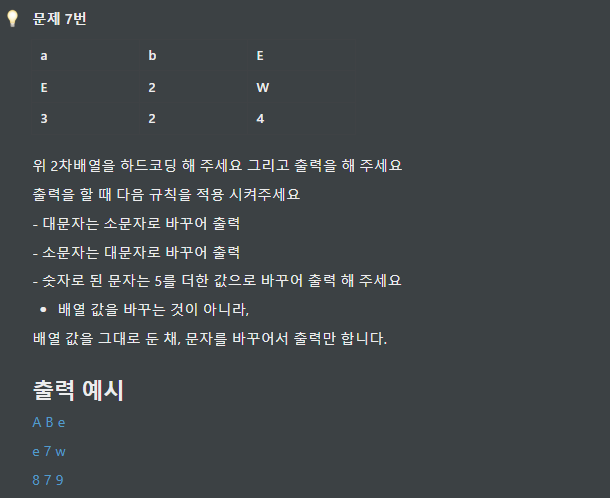 문제 7번
a b E
E 2 W
3 2 4
위 2차배열을 하드코딩 해 주세요 그리고 출력을 해 주세요
출력을 할 때 다음 규칙을 적용 시켜주세요
- 대문자는 소문자로 바꾸어 출력
- 소문자는 대문자로 바꾸어 출력
- 숫자로 된 문자는 5를 더한 값으로 바꾸어 출력 해 주세요
• 배열 값을 바꾸는 것이 아니라,
배열 값을 그대로 둔 채, 문자를 바꾸어서 출력만 합니다.
출력 예시
A B e
e 7 w
8 7 9